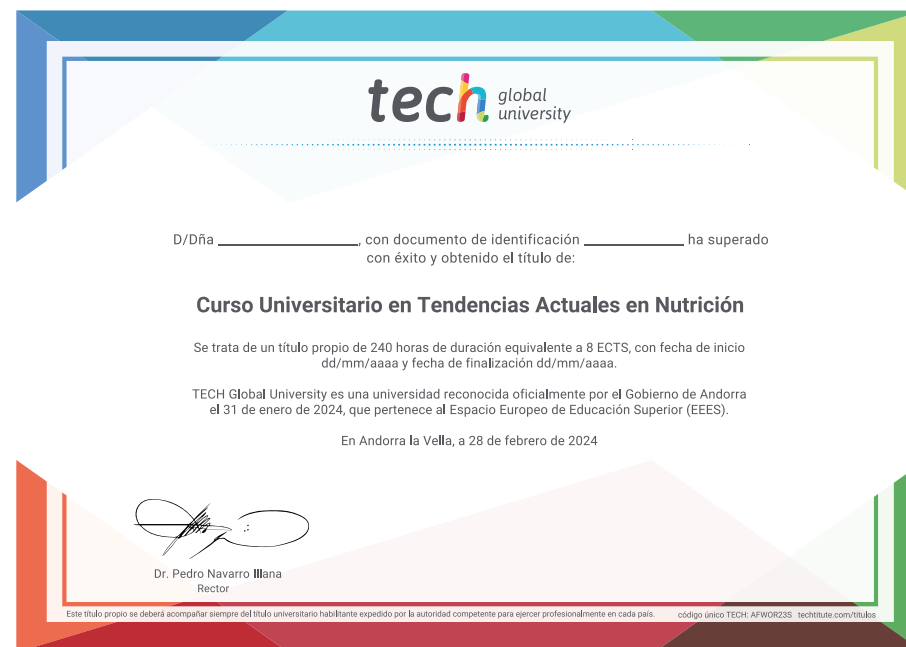 tech global university
D/Dña ____________________, con documento de identificación ______________ ha superado
con éxito y obtenido el título de:
Curso Universitario en Tendencias Actuales en Nutrición
Se trata de un título propio de 240 horas de duración equivalente a 8 ECTS, con fecha de inicio
dd/mm/aaaa y fecha de finalización dd/mm/aaaa.
TECH Global University es una universidad reconocida oficialmente por el Gobierno de Andorra
el 31 de enero de 2024, que pertenece al Espacio Europeo de Educación Superior (EEES).
En Andorra la Vella, a 28 de febrero de 2024
Dr. Pedro Navarro Illana
Rector
Este título propio se deberá acompañar siempre del título universitario habilitante expedido por la autoridad competente para ejercer profesionalmente en cada país. código único TECH: AFWOR23S techtitute.com/titulos